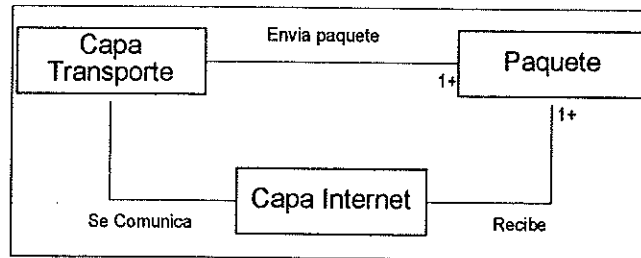 Capa
Transporte
Envia paquete
Paquete
1+
1+
Capa Internet
Se Comunica
Recibe